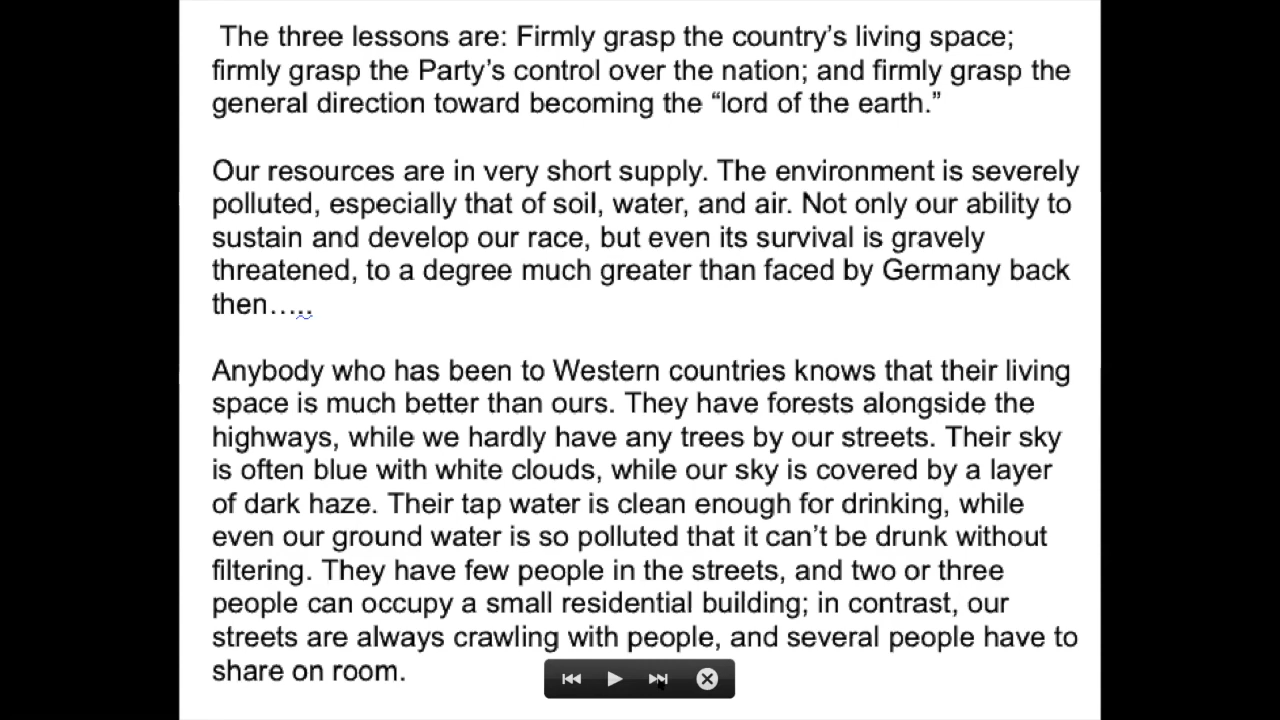 The three lessons are: Firmly grasp the country’s living space;
firmly grasp the Party’s control over the nation; and firmly grasp the
general direction toward becoming the “lord of the earth.”
Our resources are in very short supply. The environment is severely
polluted, especially that of soil, water, and air. Not only our ability to
sustain and develop our race, but even its survival is gravely
threatened, to a degree much greater than faced by Germany back
then…..
Anybody who has been to Western countries knows that their living
space is much better than ours. They have forests alongside the
highways, while we hardly have any trees by our streets. Their sky
is often blue with white clouds, while our sky is covered by a layer
of dark haze. Their tap water is clean enough for drinking, while
even our ground water is so polluted that it can’t be drunk without
filtering. They have few people in the streets, and two or three
people can occupy a small residential building; in contrast, our
streets are always crawling with people, and several people have to
share on room.